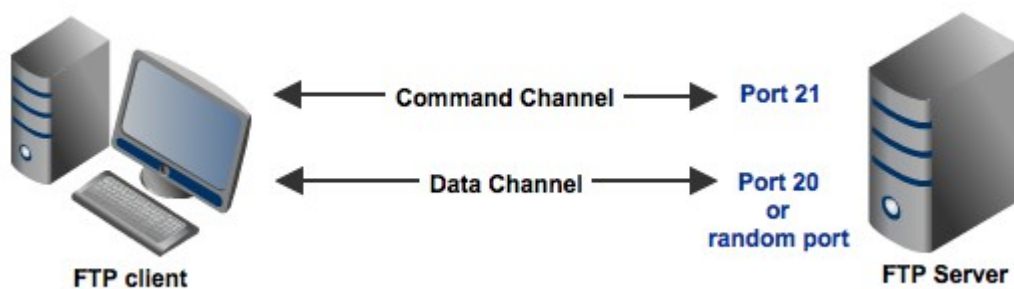 Command Channel
Port 21
Data Channel
Port 20
or
random port
FTP client
FTP Server